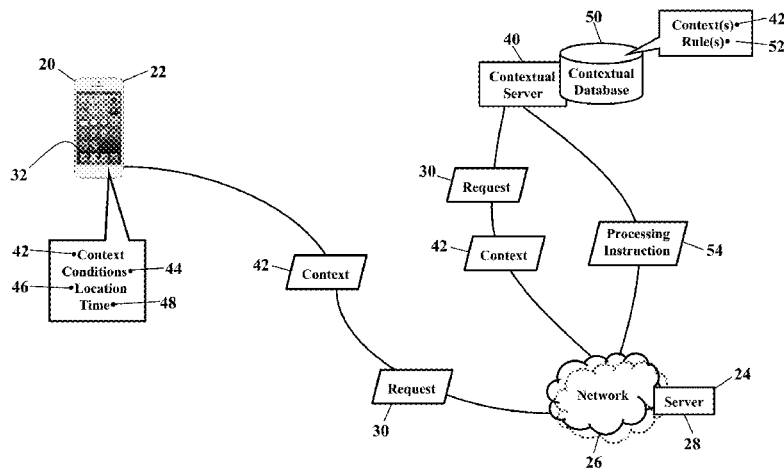 20
22
32
42
Context
Conditions
44
46
Location
Time
48
42
Context
Request
30
40
50
Contextual
Server
Contextual
Database
Context(s)
42
Rule(s)
52
30
Request
42
Context
Processing
Instruction
54
Network
26
Server
24
28